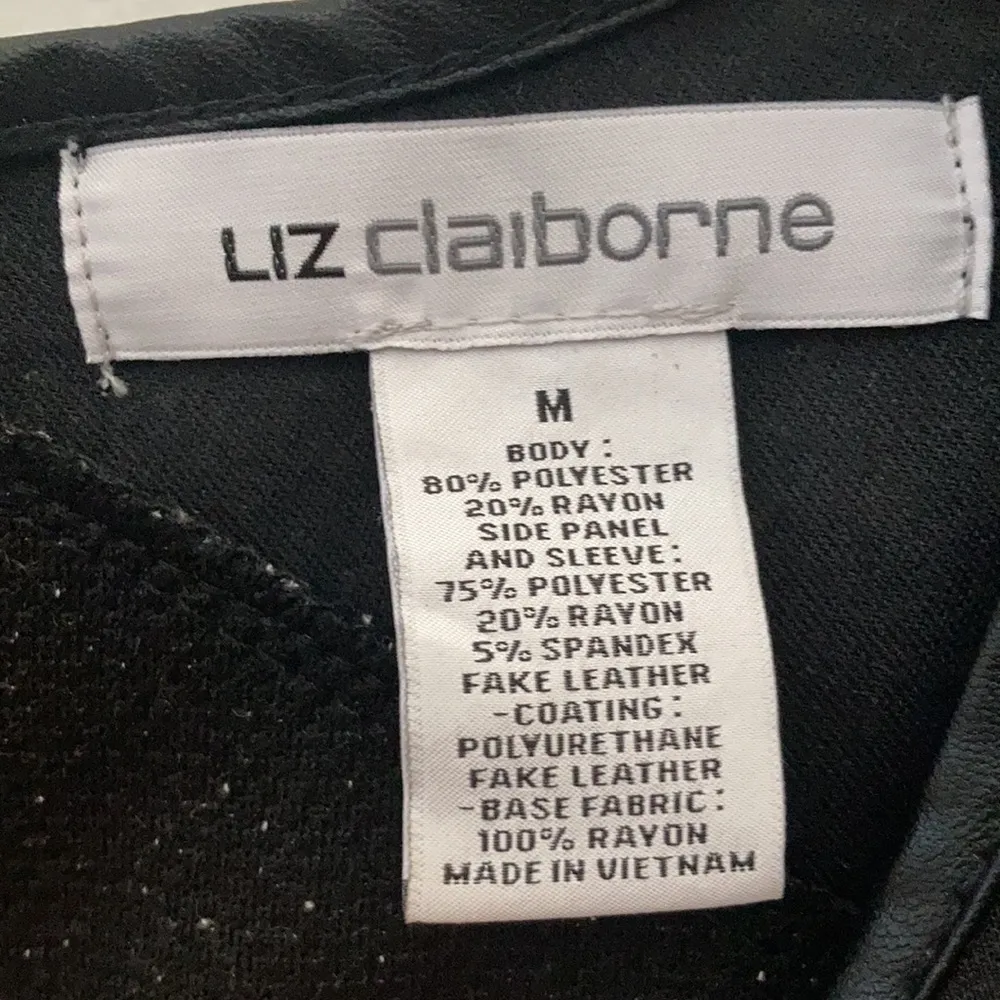 LIZ claiborne
M
BODY:
80% POLYESTER
20% RAYON
SIDE PANEL
AND SLEEVE:
75% POLYESTER
20% RAYON
5% SPANDEX
FAKE LEATHER
-COATING:
POLYURETHANE
FAKE LEATHER
-BASE FABRIC:
100% RAYON
MADE IN VIETNAM